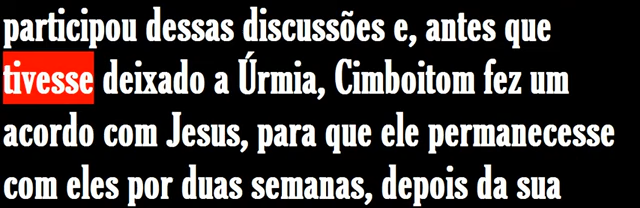 participou dessas discussões e, antes que
tivesse deixado a Úrmia, Cimboitom fez um
acordo com Jesus, para que ele permanecesse
com eles por duas semanas, depois da sua